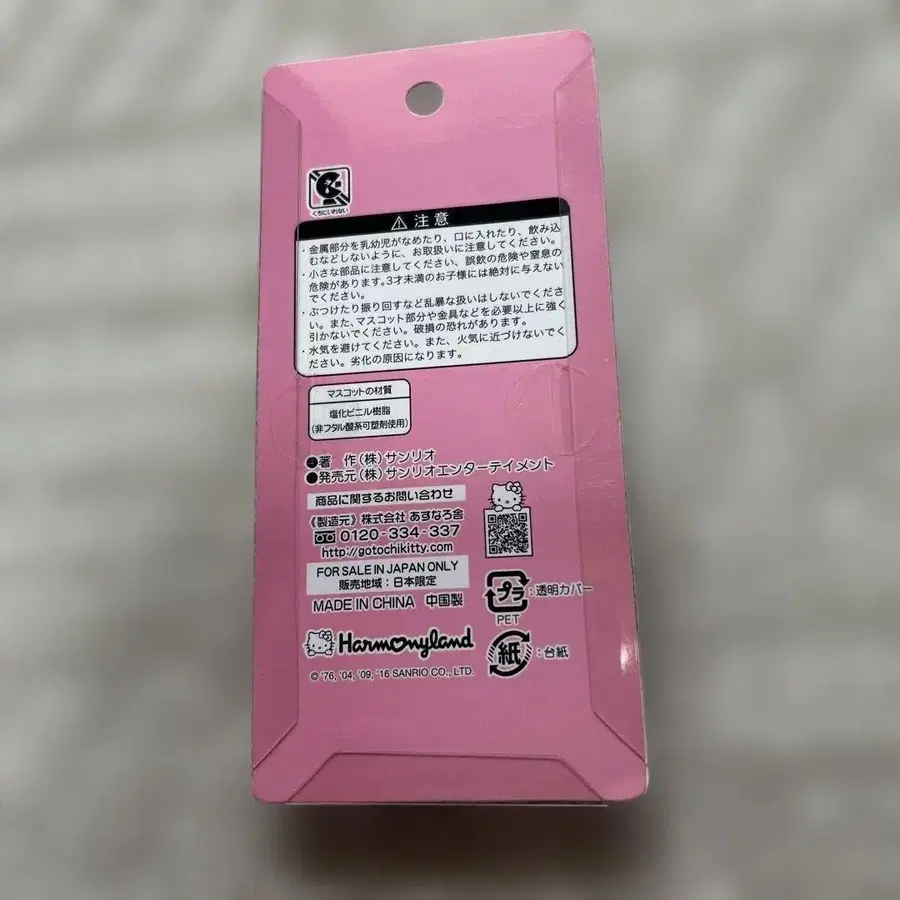 くちにいれない
注意
・金属部分を乳幼児がなめたり、口に入れたり、飲み込
むなどしないように、お取扱いに注意してください。
・小さな部品に注意してください、誤飲の危険や窒息の
危険があります。3才未満のお子様には絶対に与えない
でください。
・ぶつけたり振り回すなど乱暴な扱いはしないでくださ
い。また、マスコット部分や金具などを必要以上に強く
引かないでください。破損の恐れがあります。
・水気を避けてください。また、火気に近づけないでく
ださい。劣化の原因になります。
マスコットの材質
塩化ビニル樹脂
(非フタル酸系可塑剤使用)
●著 作(株)サンリオ
●発売元(株)サンリオエンターテイメント
商品に関するお問い合わせ
《製造元》株式会社 あすなろ舎
0120-334-337
http://gotochikitty.com
FOR SALE IN JAPAN ONLY
販売地域:日本限定
MADE IN CHINA 中国製
プラ:透明カバー
PET
Harmonyland
紙:台紙
© '76, '04, '09, '16 SANRIO CO., LTD.